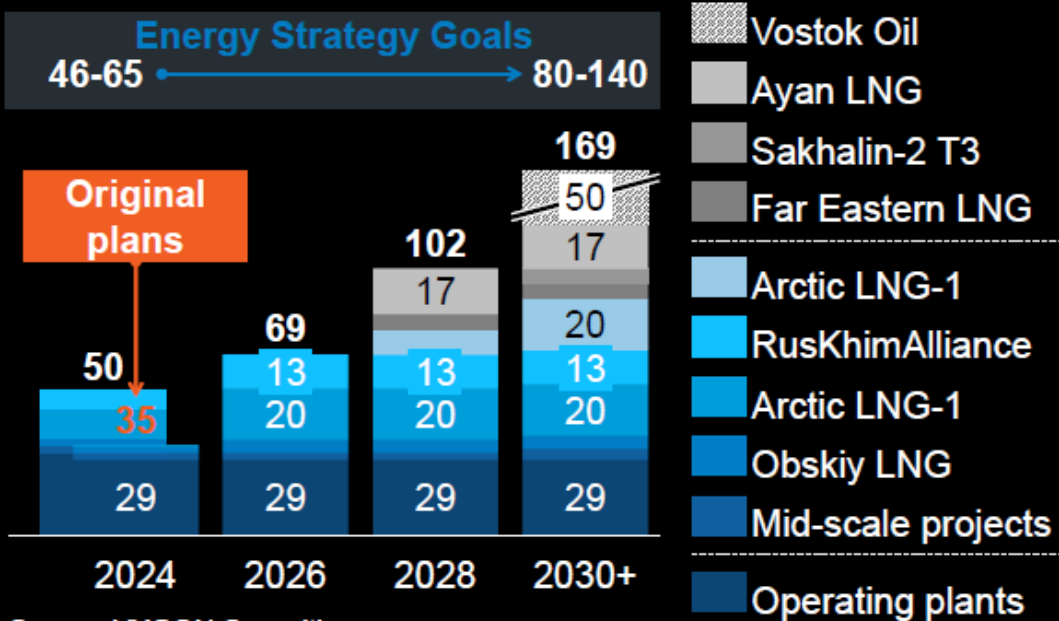 Energy Strategy Goals
46-65
80-140
Original
plans
50
35
29
2024
69
13
20
29
2026
102
17
13
20
29
2028
169
50
17
20
13
20
29
2030+
Vostok Oil
Ayan LNG
Sakhalin-2 T3
Far Eastern LNG
Arctic LNG-1
RusKhimAlliance
Arctic LNG-1
Obskiy LNG
Mid-scale projects
Operating plants